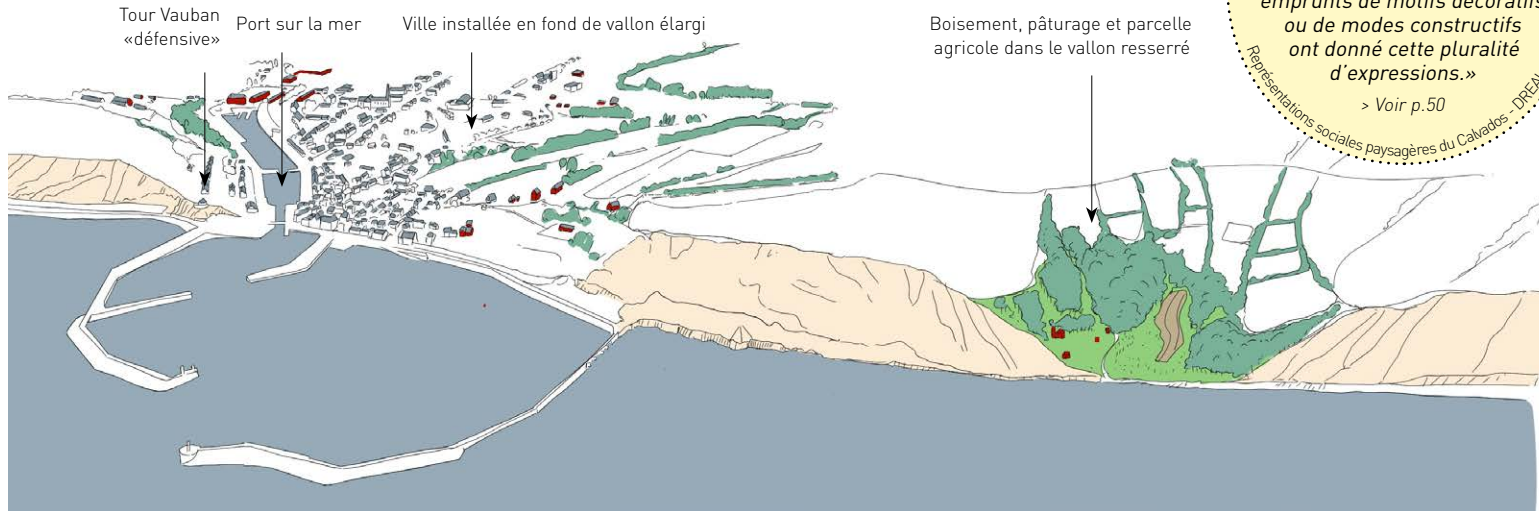 Tour Vauban
«défensive»
Port sur la mer
Ville installée en fond de vallon élargi
Boisement, pâturage et parcelle
agricole dans le vallon resserré
emprunts de motifs décoratifs
ou de modes constructifs
ont donné cette pluralité
d'expressions.»
> Voir p.50
Représentations sociales paysagères du Calvados - DREAL